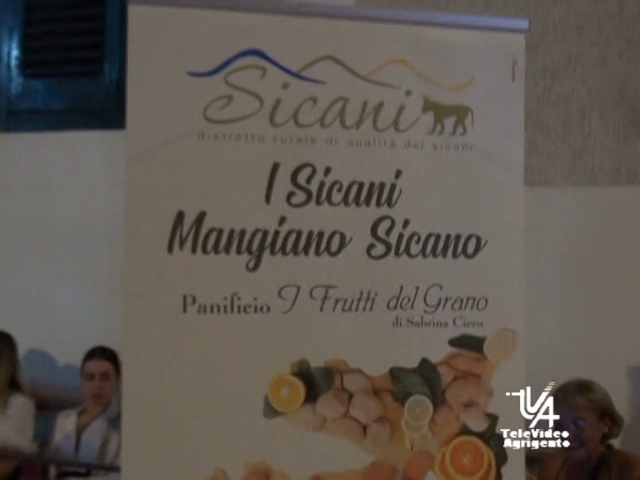 Sicani
distretto rurale di qualità dei sicani
I Sicani
Mangiano Sicano
Panificio I Frutti del Grano
di Sabrina Circo
TVA
TeleVideo
Agrigento